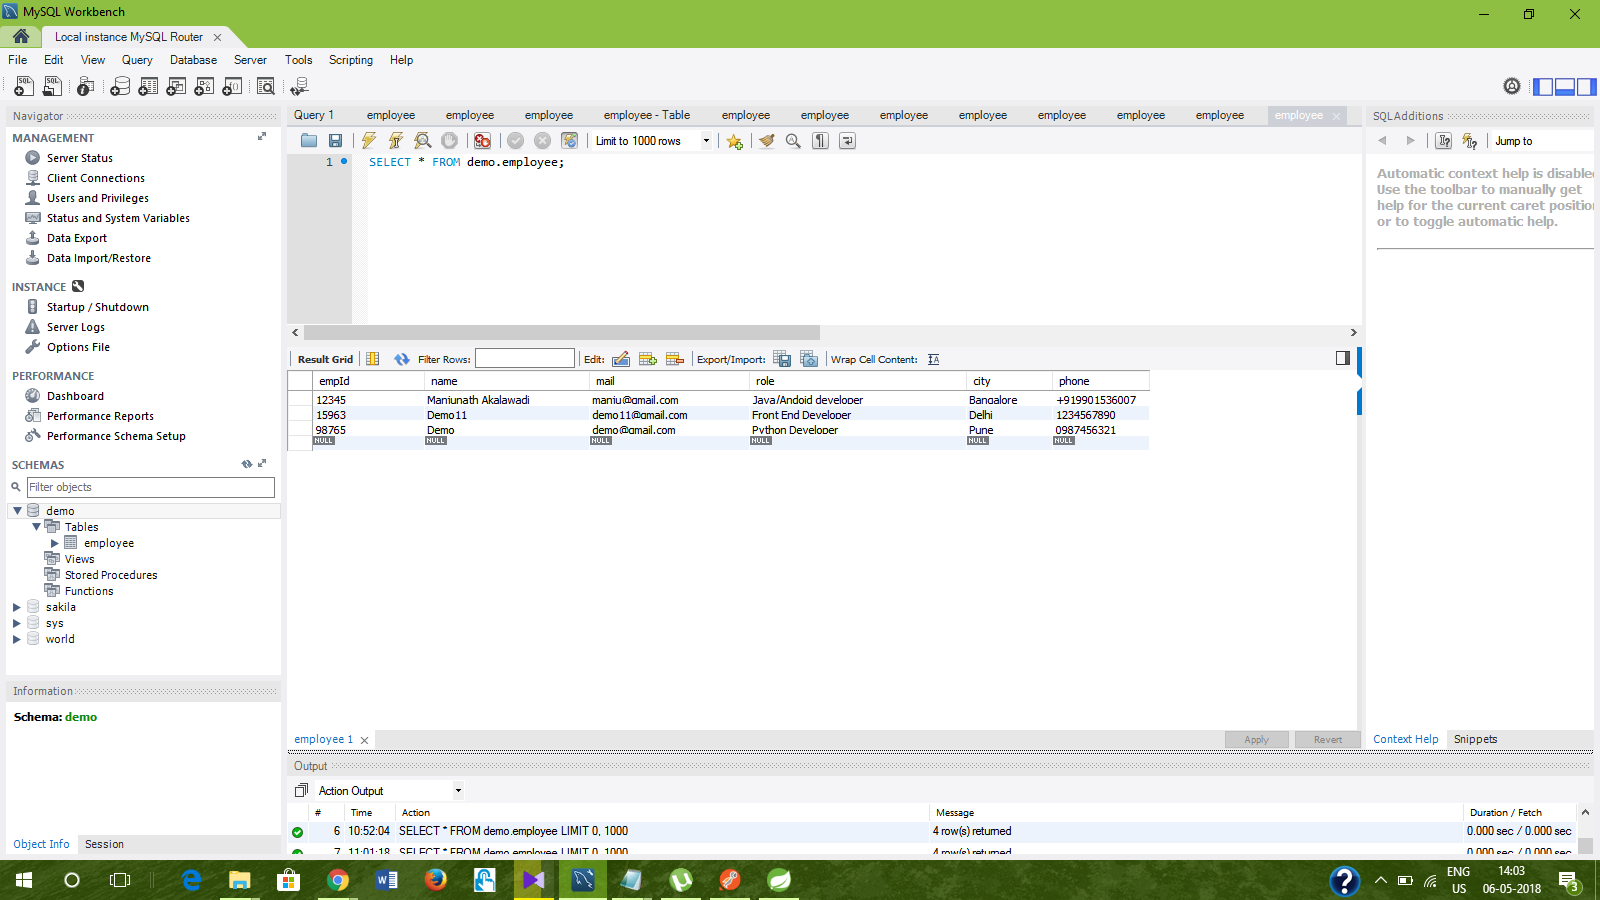 MySQL Workbench
Local instance MySQL Router
File Edit View Query Database Server Tools Scripting Help
Navigator
MANAGEMENT
Server Status
Client Connections
Users and Privileges
Status and System Variables
Data Export
Data Import/Restore
INSTANCE
Startup / Shutdown
Server Logs
Options File
PERFORMANCE
Dashboard
Performance Reports
Performance Schema Setup
SCHEMAS
Filter objects
demo
Tables
employee
Views
Stored Procedures
Functions
sakila
sys
world
Information
Schema: demo
Object Info Session
Query 1 employee employee employee employee - Table employee employee employee employee employee employee employee employee
Limit to 1000 rows
1 SELECT * FROM demo.employee;
Result Grid Filter Rows: Edit: Export/Import: Wrap Cell Content:
empId name mail role city phone
12345 Manjunath Akalawadi manju@gmail.com Java/Andoid developer Bangalore +919901536007
15963 Demo11 demo11@gmail.com Front End Developer Delhi 1234567890
98765 Demo demo@gmail.com Python Developer Pune 0987456321
NULL NULL NULL NULL NULL NULL
employee 1 Apply Revert
SQLAdditions
Jump to
Automatic context help is disabled
Use the toolbar to manually get
help for the current caret position
or to toggle automatic help.
Context Help Snippets
Output
Action Output
# Time Action Message Duration / Fetch
6 10:52:04 SELECT * FROM demo.employee LIMIT 0, 1000 4 row(s) returned 0.000 sec / 0.000 sec
7 11:01:18 SELECT * FROM demo.employee LIMIT 0, 1000 4 row(s) returned 0.000 sec / 0.000 sec
ENG
US
14:03
06-05-2018
3